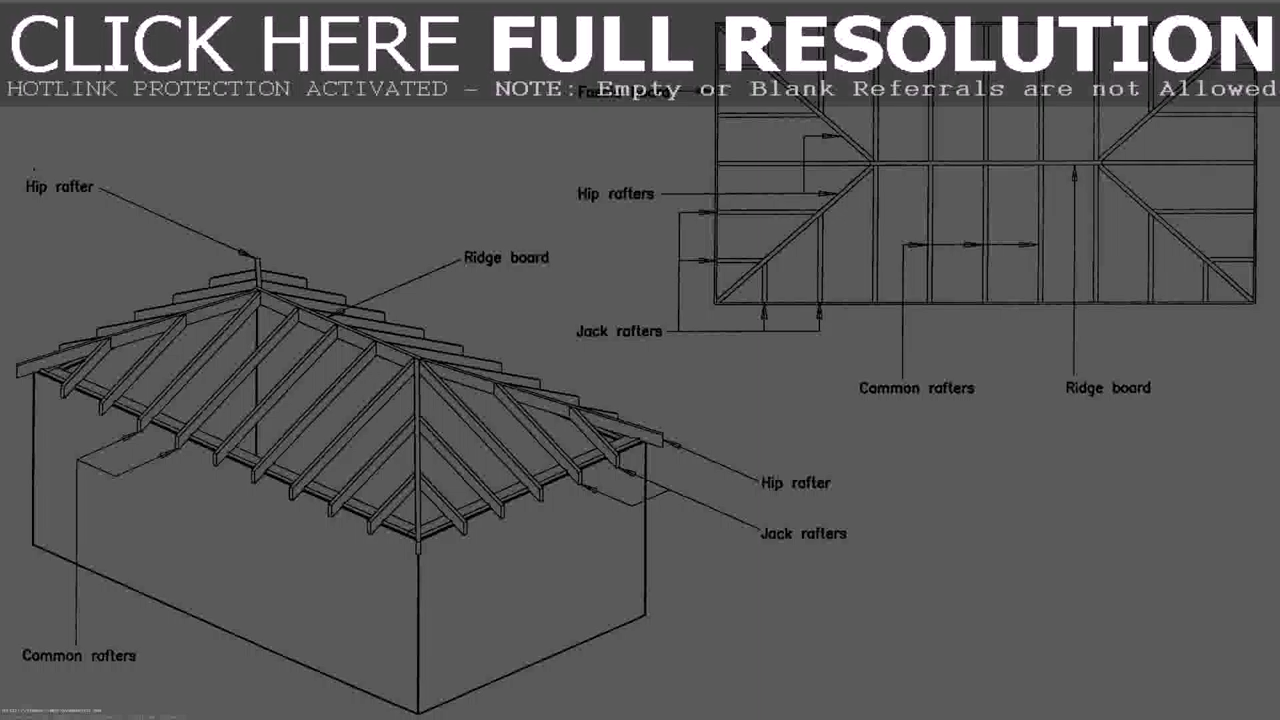 CLICK HERE FULL RESOLUTION
HOTLINK PROTECTION ACTIVATED – NOTE: Empty or Blank Referrals are not Allowed
Hip rafter
Hip rafters
Ridge board
Jack rafters
Common rafters
Ridge board
Hip rafter
Jack rafters
Common rafters